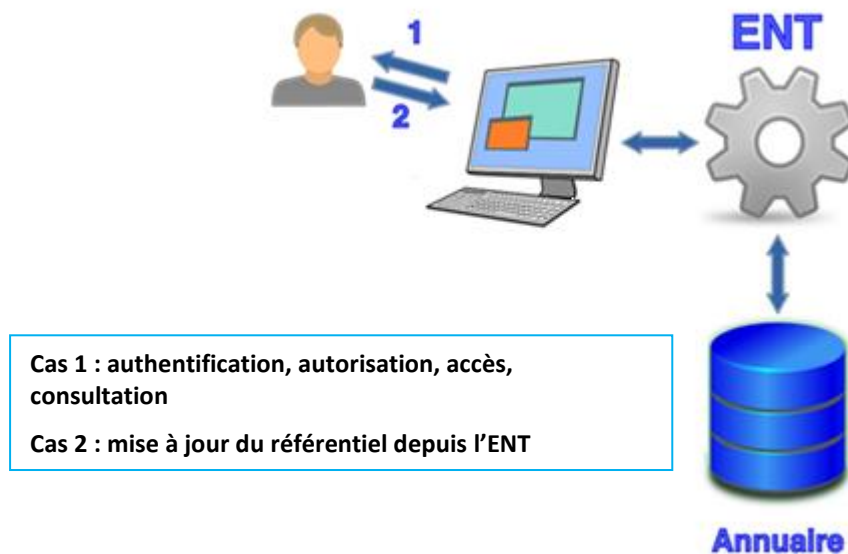 1
ENT
2
Cas 1 : authentification, autorisation, accès,
consultation
Cas 2 : mise à jour du référentiel depuis l’ENT
Annuaire